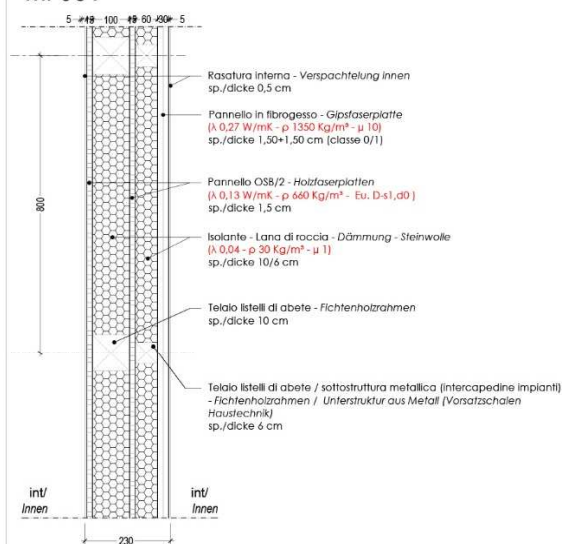 5 100 60 30 5
Rasatura interna - Verspachtelung innen
sp./dicke 0,5 cm
Pannello in fibrogesso - Gipsfaserplatte
(λ 0,27 W/mK - ρ 1350 Kg/m³ - μ 10)
sp./dicke 1,50+1,50 cm (classe 0/1)
Pannello OSB/2 - Holzfaserplatten
(λ 0,13 W/mK - ρ 660 Kg/m³ - Eu. D-s1,d0 )
sp./dicke 1,5 cm
800
Isolante - Lana di roccia - Dämmung - Steinwolle
(λ 0,04 - ρ 30 Kg/m³ - μ 1)
sp./dicke 10/6 cm
Telaio listelli di abete - Fichtenholzrahmen
sp./dicke 10 cm
Telaio listelli di abete / sottostruttura metallica (intercapedine impianti)
- Fichtenholzrahmen / Unterstruktur aus Metall (Vorsatzschalen
Haustechnik)
sp./dicke 6 cm
int/ int/
Innen Innen
230